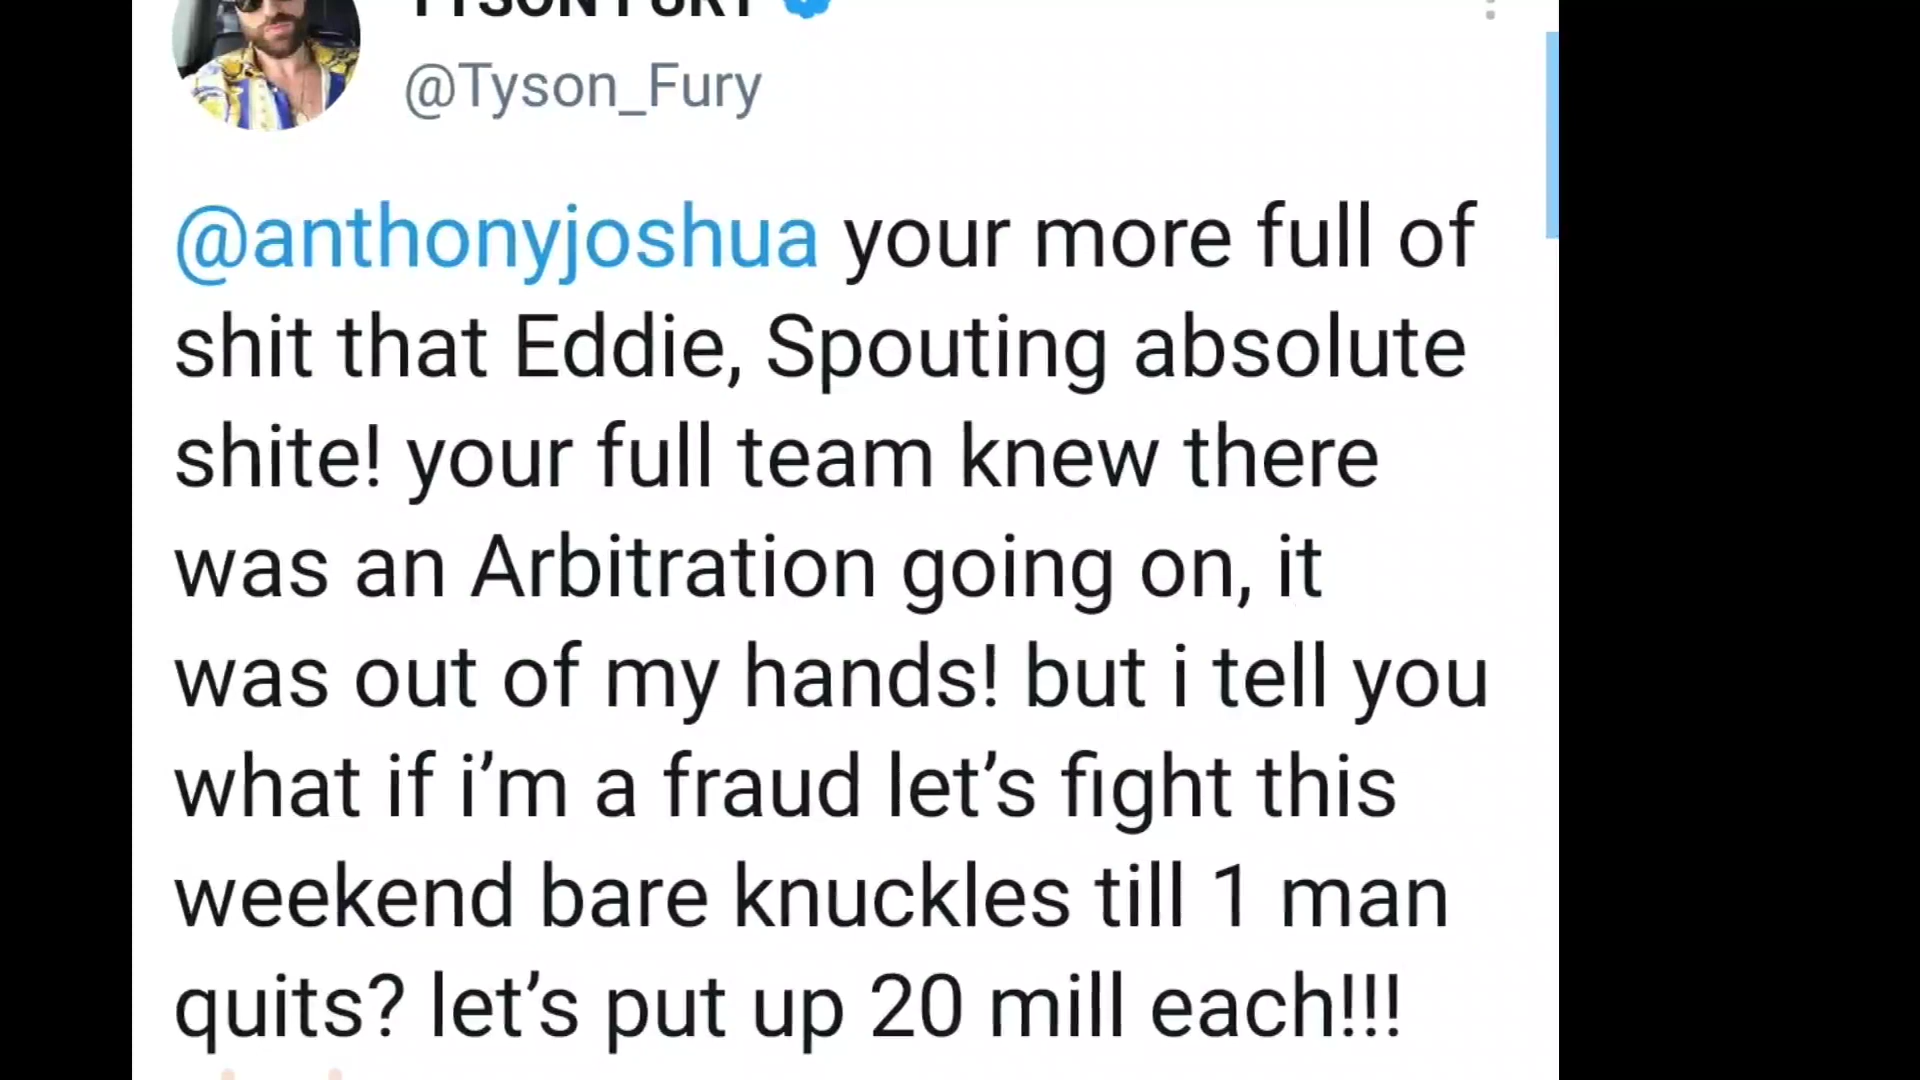 TYSON FURY
@Tyson_Fury
@anthonyjoshua your more full of
shit that Eddie, Spouting absolute
shite! your full team knew there
was an Arbitration going on, it
was out of my hands! but i tell you
what if i’m a fraud let’s fight this
weekend bare knuckles till 1 man
quits? let’s put up 20 mill each!!!